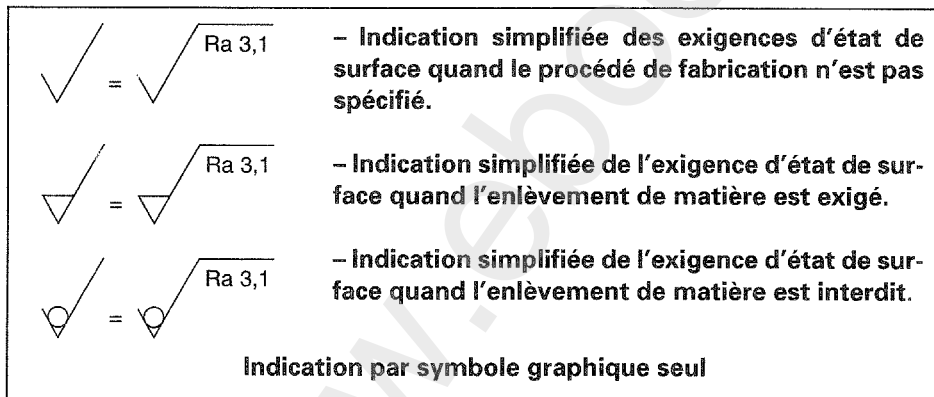 Ra 3,1
– Indication simplifiée des exigences d'état de
surface quand le procédé de fabrication n'est pas
spécifié.
=
Ra 3,1
– Indication simplifiée de l'exigence d'état de sur-
face quand l'enlèvement de matière est exigé.
=
Ra 3,1
– Indication simplifiée de l'exigence d'état de sur-
face quand l'enlèvement de matière est interdit.
=
Indication par symbole graphique seul